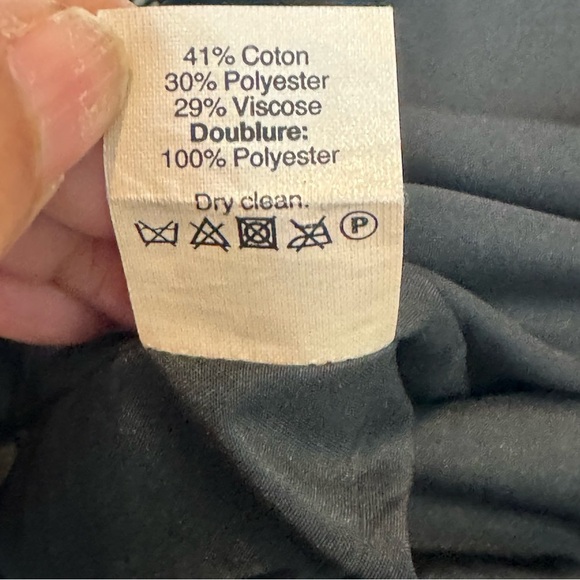 41% Coton
30% Polyester
29% Viscose
Doublure:
100% Polyester
Dry clean.
P